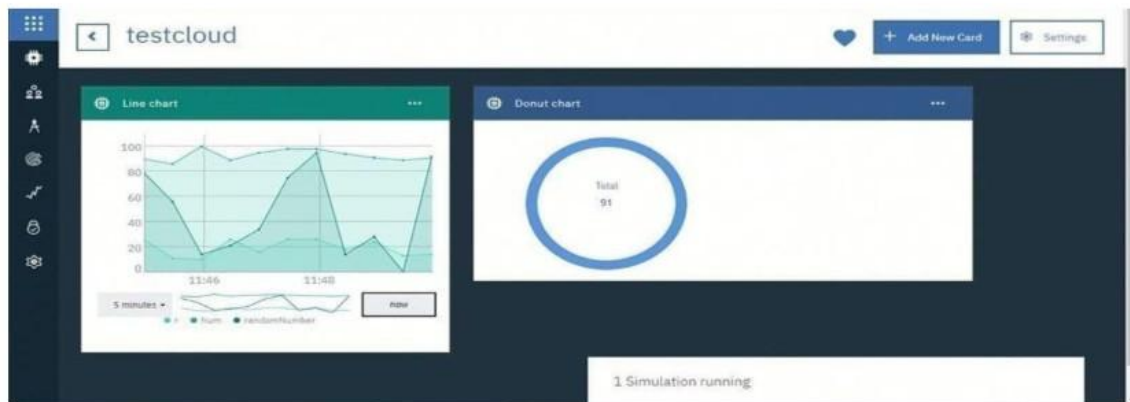 testcloud
+ Add New Card
Settings
Line chart
Donut chart
100
80
60
40
20
0
11:46
11:48
Total
91
5 minutes
now
hum
randomNumber
1 Simulation running